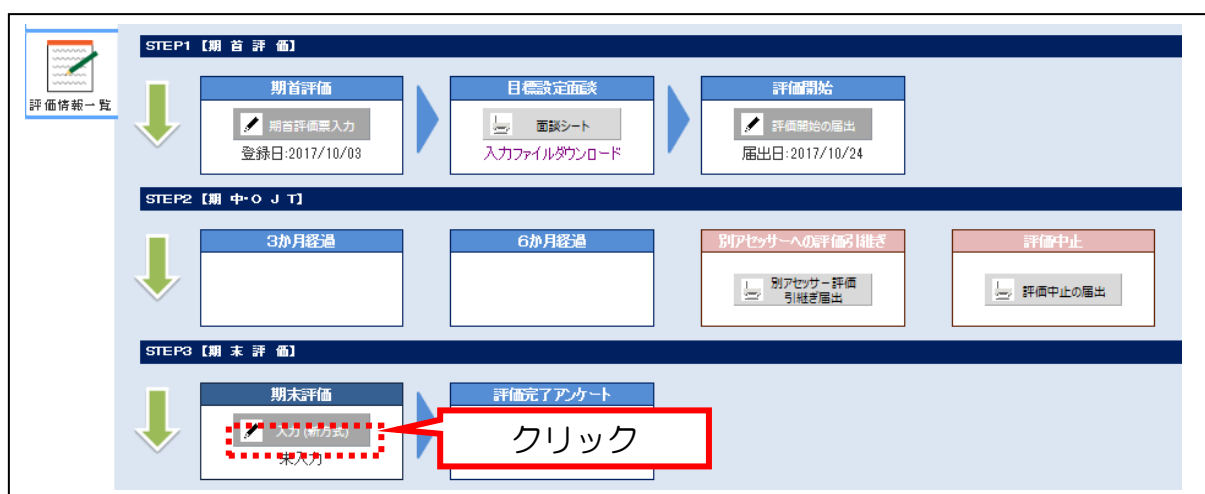 STEP1【期 首 評 価】
評価情報一覧
期首評価
目標設定面談
評価開始
期首評価票入力
面談シート
評価開始の届出
登録日:2017/10/03
入力ファイルダウンロード
届出日:2017/10/24
STEP2【期 中・O J T】
3か月経過
6か月経過
別アセッサーへの評価引継ぎ
評価中止
別アセッサー評価
引継ぎ届出
評価中止の届出
STEP3【期 末 評 価】
期末評価
評価完了アンケート
入力(新方式)
クリック
未入力